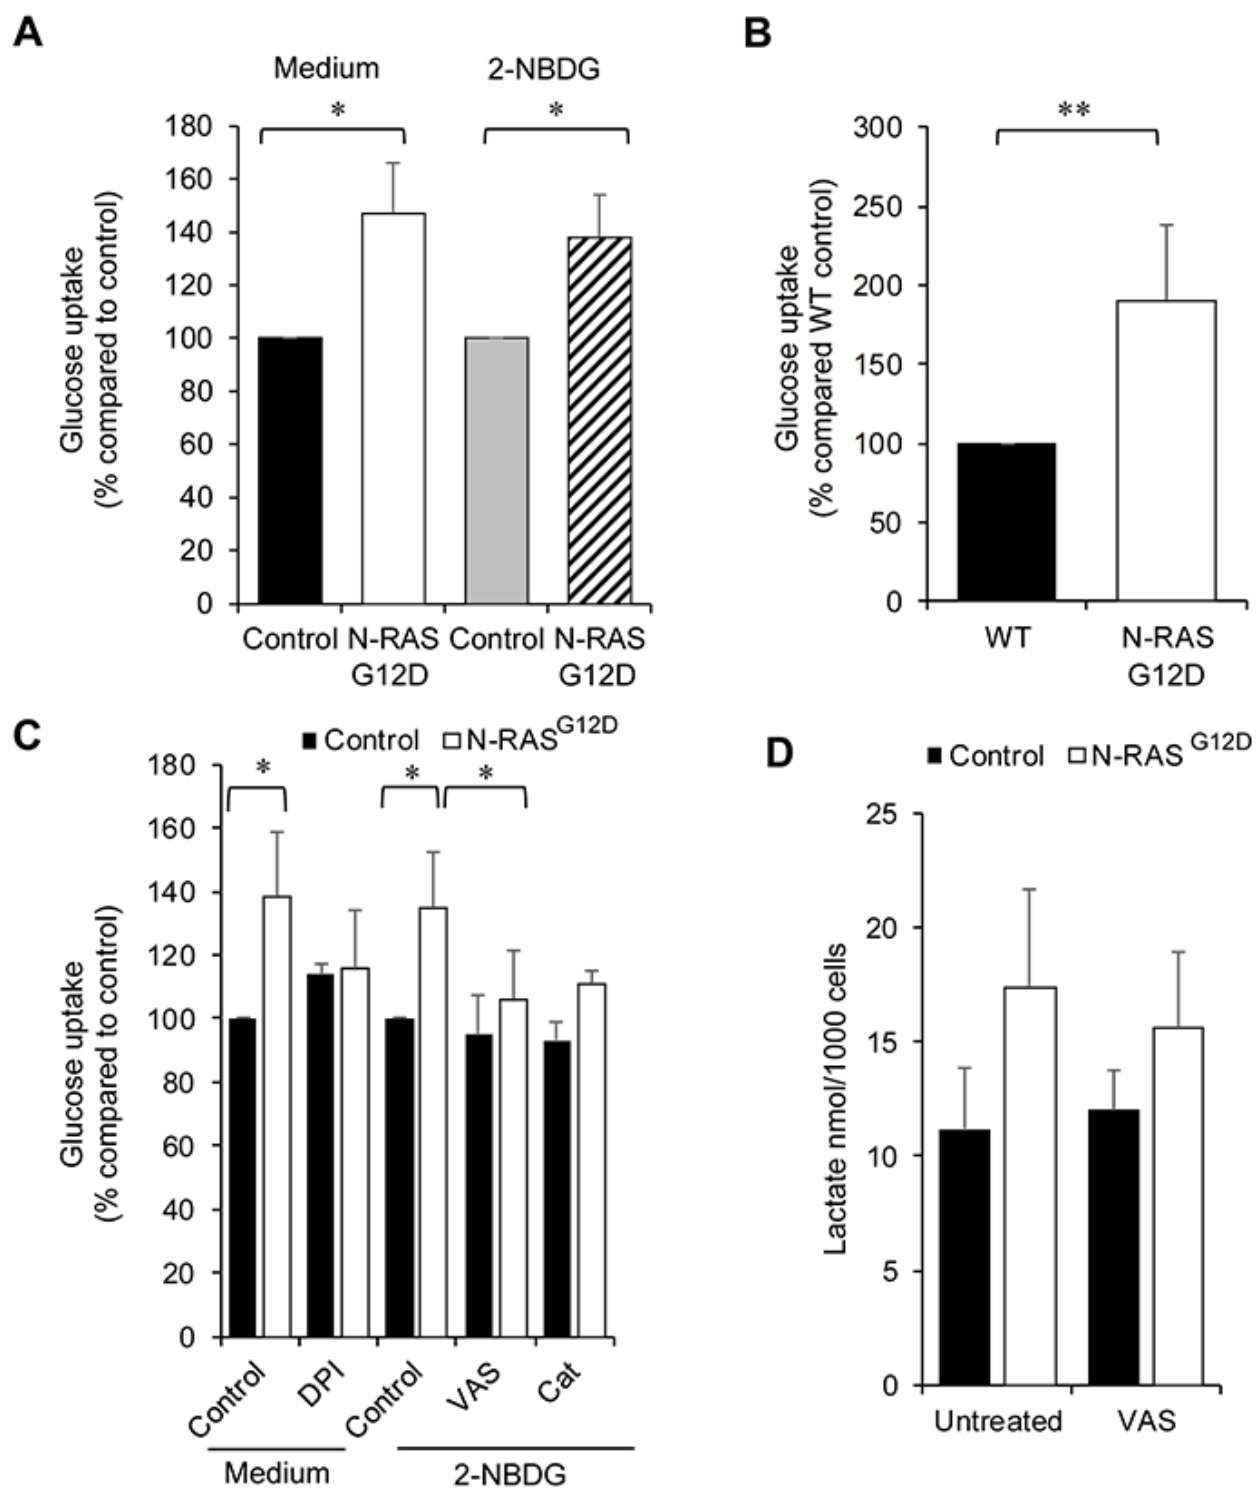 A
Medium
2-NBDG
*
*
Glucose uptake
(% compared to control)
180
160
140
120
100
80
60
40
20
0
Control N-RAS Control N-RAS
G12D
G12D
B
**
Glucose uptake
(% compared WT control)
300
250
200
150
100
50
0
WT
N-RAS
G12D
C
Control
N-RAS G12D
*
*
*
Glucose uptake
(% compared to control)
180
160
140
120
100
80
60
40
20
0
Control
DPI
Control
VAS
Cat
Medium
2-NBDG
D
Control
N-RAS G12D
Lactate nmol/1000 cells
25
20
15
10
5
0
Untreated
VAS